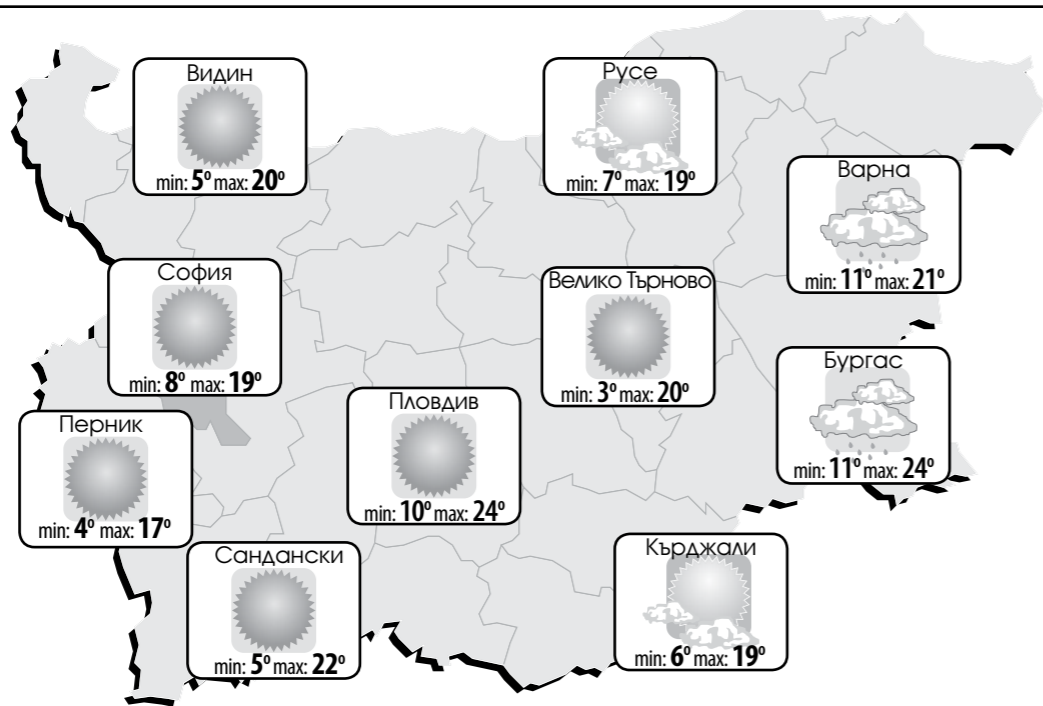 Видин
min: 5° max: 20°
Русе
min: 7° max: 19°
Варна
min: 11° max: 21°
София
min: 8° max: 19°
Велико Търново
min: 3° max: 20°
Бургас
min: 11° max: 24°
Пловдив
min: 10° max: 24°
Перник
min: 4° max: 17°
Сандански
min: 5° max: 22°
Кърджали
min: 6° max: 19°